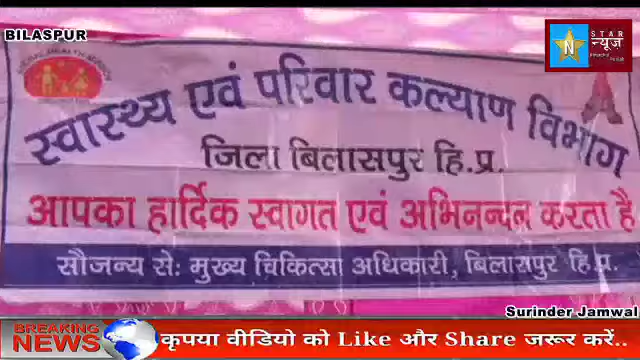 BILASPUR
STAR
न्यूज़
N
स्वास्थ्य एवं परिवार कल्याण विभाग
जिला बिलासपुर हि.प्र.
आपका हार्दिक स्वागत एवं अभिनन्दन करता है
सौजन्य से: मुख्य चिकित्सा अधिकारी, बिलासपुर हि.प्र.
Surinder Jamwal
BREAKING
NEWS
कृपया वीडियो को Like और Share जरूर करें..